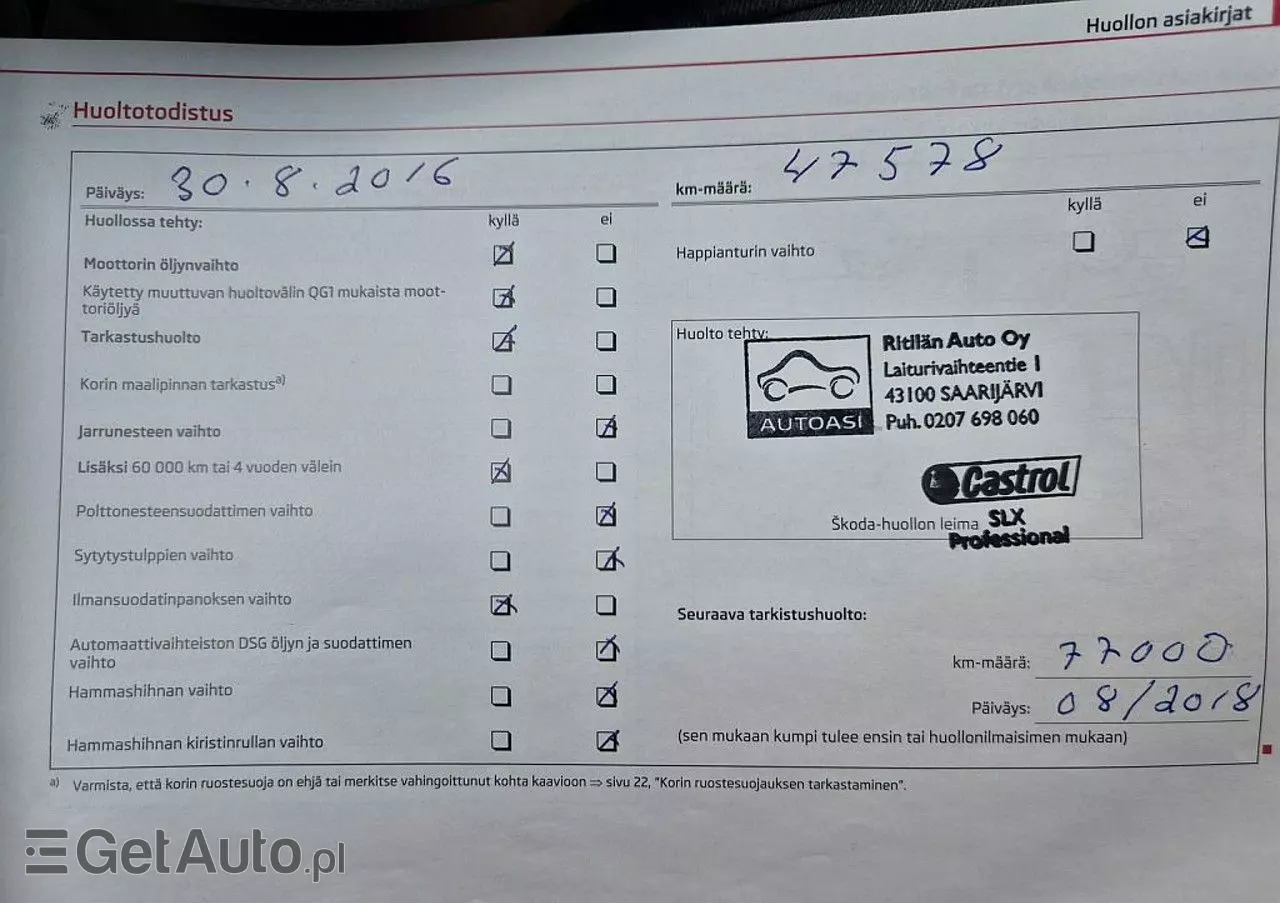 Huollon asiakirjat
Huoltotodistus
Päiväys: 30.8.2016
km-määrä: 47578
Huollossa tehty: kyllä ei
kyllä ei
Moottorin öljynvaihto
Happianturin vaihto
Käytetty muuttuvan huoltovälin QG1 mukaista moot-
toriöljyä
Tarkastushuolto
Korin maalipinnan tarkastus a)
Jarrunesteen vaihto
Lisäksi 60 000 km tai 4 vuoden välein
Polttonesteensuodattimen vaihto
Sytytystulppien vaihto
Ilmansuodatinpanoksen vaihto
Automaattivaihteiston DSG öljyn ja suodattimen
vaihto
Hammashihnan vaihto
Hammashihnan kiristinrullan vaihto
Huolto tehty:
AUTOASI
Ritilän Auto Oy
Laiturivaihteentie 1
43100 SAARIJÄRVI
Puh. 0207 698 060
Castrol
SLX
Professional
Škoda-huollon leima
Seuraava tarkistushuolto:
km-määrä: 77000
Päiväys: 08/2018
(sen mukaan kumpi tulee ensin tai huollonilmaisimen mukaan)
a) Varmista, että korin ruostesuoja on ehjä tai merkitse vahingoittunut kohta kaavioon ⇒ sivu 22, "Korin ruostesuojauksen tarkastaminen".
GetAuto.pl